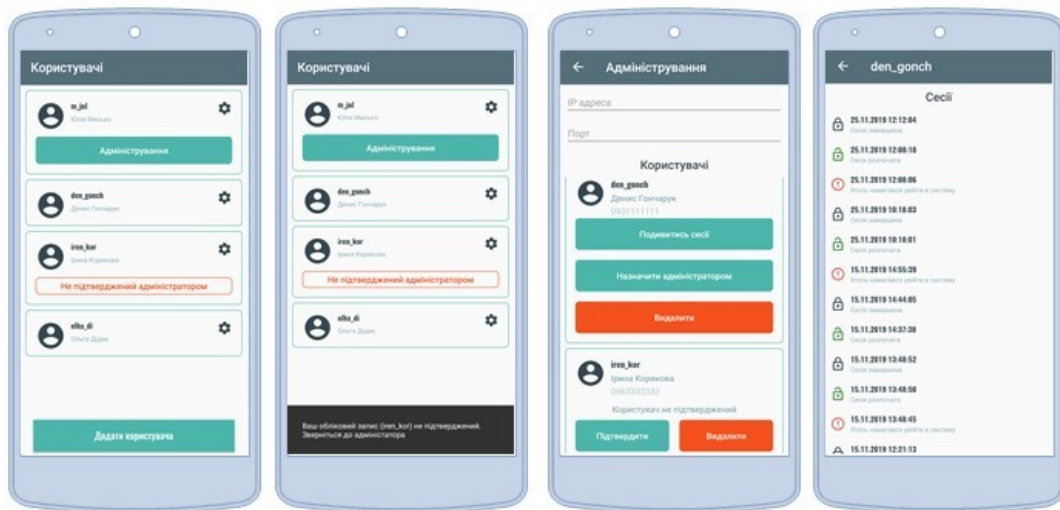 Користувачі
m_jul
Юлія Мисько
Адміністрування
den_gonch
Денис Гончарук
iren_kor
Ірина Корякова
Не підтверджений адміністратором
olha_di
Ольга Дідик
Додати користувача
Користувачі
m_jul
Юлія Мисько
Адміністрування
den_gonch
Денис Гончарук
iren_kor
Ірина Корякова
Не підтверджений адміністратором
olha_di
Ольга Дідик
Ваш обліковий запис (iren_kor) не підтверджений.
Зверніться до адміністатора
Адміністрування
IP адреса
Порт
Користувачі
den_gonch
Денис Гончарук
0931111111
Подивитись сесії
Назначити адміністратором
Видалити
iren_kor
Ірина Корякова
0963333333
Користувач не підтверджений
Підтвердити
Видалити
den_gonch
Сесії
25.11.2019 12:12:04
Сесія завершена
25.11.2019 12:08:10
Сесія розпочата
25.11.2019 12:08:06
Хтось намагався увійти в систему
25.11.2019 10:18:03
Сесія завершена
25.11.2019 10:18:01
Сесія розпочата
15.11.2019 14:55:39
Хтось намагався увійти в систему
15.11.2019 14:44:05
Сесія завершена
15.11.2019 14:37:38
Сесія розпочата
15.11.2019 13:48:52
Сесія завершена
15.11.2019 13:48:50
Сесія розпочата
15.11.2019 13:48:45
Хтось намагався увійти в систему
15.11.2019 12:21:13